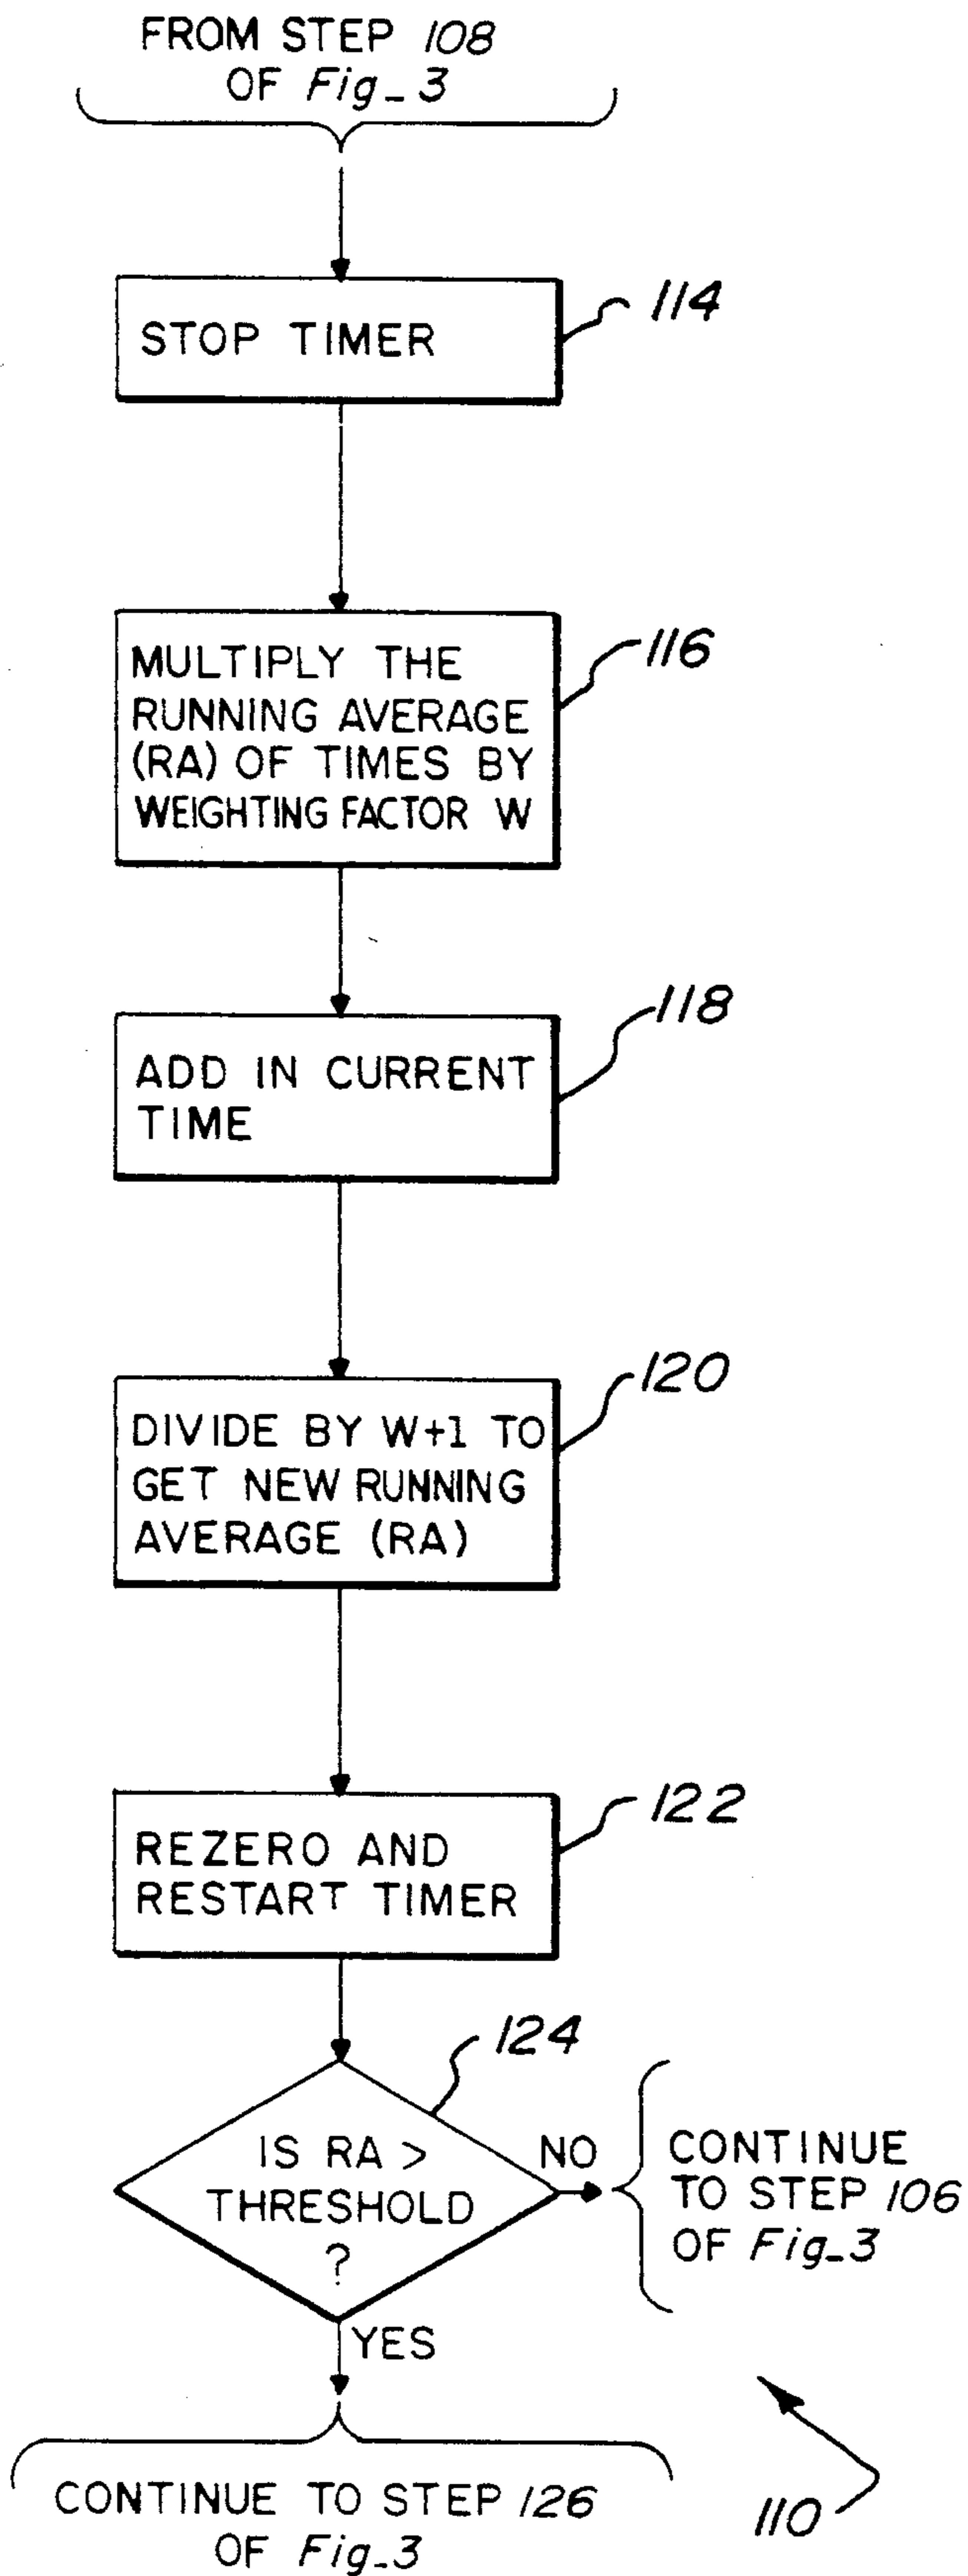 FROM STEP 108
OF Fig_3
STOP TIMER
114
MULTIPLY THE
RUNNING AVERAGE
(RA) OF TIMES BY
WEIGHTING FACTOR W
116
ADD IN CURRENT
TIME
118
DIVIDE BY W+1 TO
GET NEW RUNNING
AVERAGE (RA)
120
REZERO AND
RESTART TIMER
122
124
IS RA >
THRESHOLD
?
NO
CONTINUE
TO STEP 106
OF Fig_3
YES
CONTINUE TO STEP 126
OF Fig_3
110